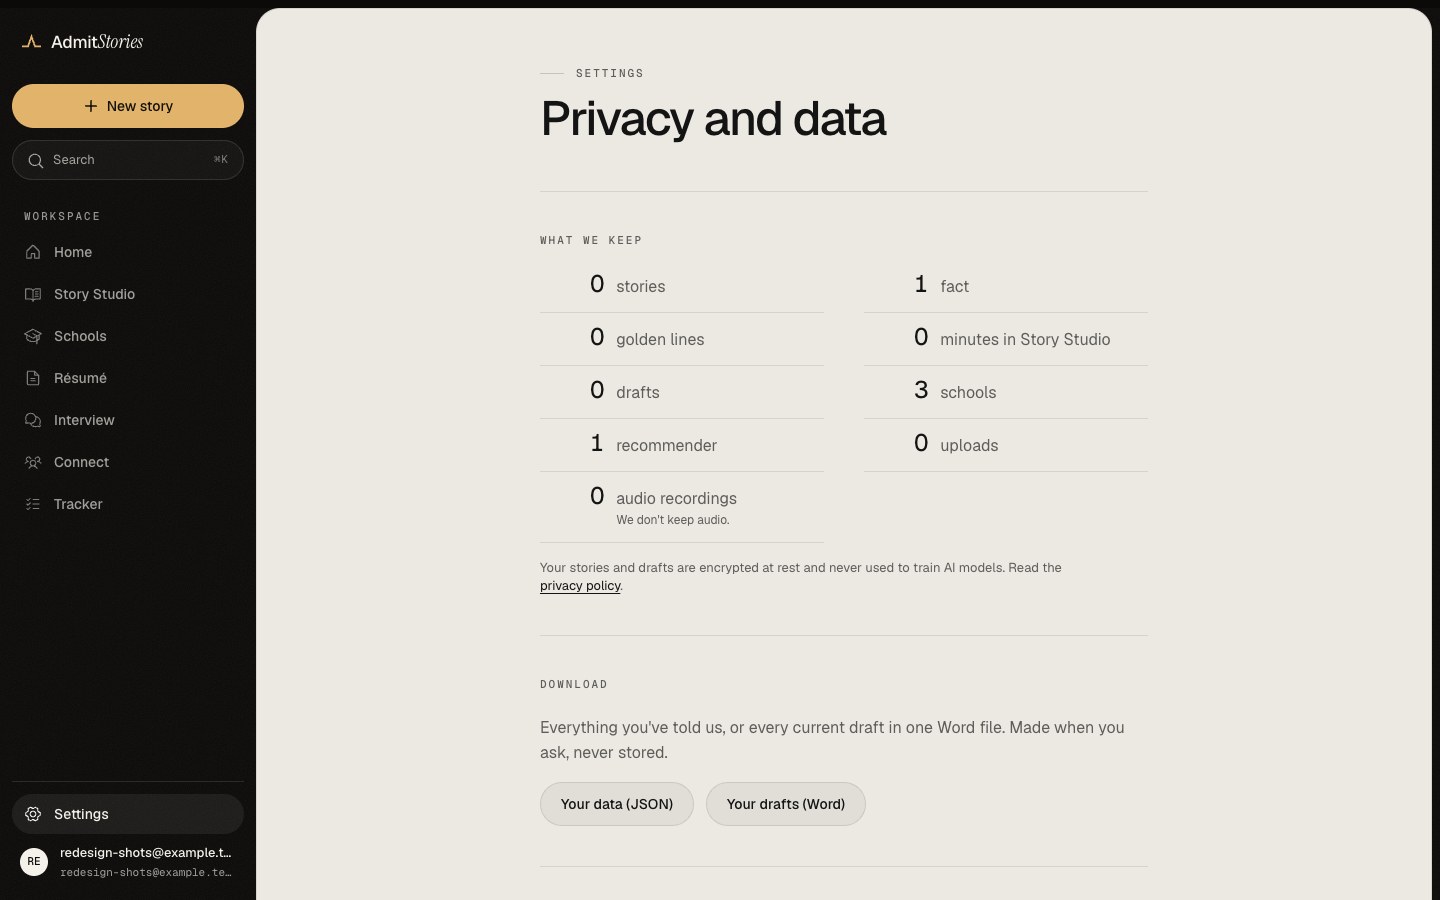 AdmitStories
New story
Search ⌘K
WORKSPACE
Home
Story Studio
Schools
Résumé
Interview
Connect
Tracker
Settings
RE
redesign-shots@example.t…
redesign-shots@example.te…
SETTINGS
Privacy and data
WHAT WE KEEP
0 stories
1 fact
0 golden lines
0 minutes in Story Studio
0 drafts
3 schools
1 recommender
0 uploads
0 audio recordings
We don't keep audio.
Your stories and drafts are encrypted at rest and never used to train AI models. Read the
privacy policy.
DOWNLOAD
Everything you've told us, or every current draft in one Word file. Made when you
ask, never stored.
Your data (JSON)
Your drafts (Word)